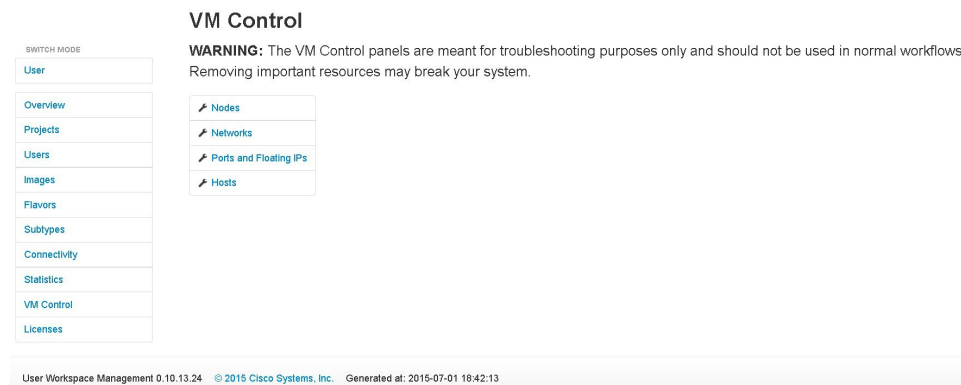 VM Control
SWITCH MODE
WARNING: The VM Control panels are meant for troubleshooting purposes only and should not be used in normal workflows
Removing important resources may break your system.
User
Overview
Projects
Users
Images
Flavors
Subtypes
Connectivity
Statistics
VM Control
Licenses
Nodes
Networks
Ports and Floating IPs
Hosts
User Workspace Management 0.10.13.24 © 2015 Cisco Systems, Inc. Generated at: 2015-07-01 18:42:13